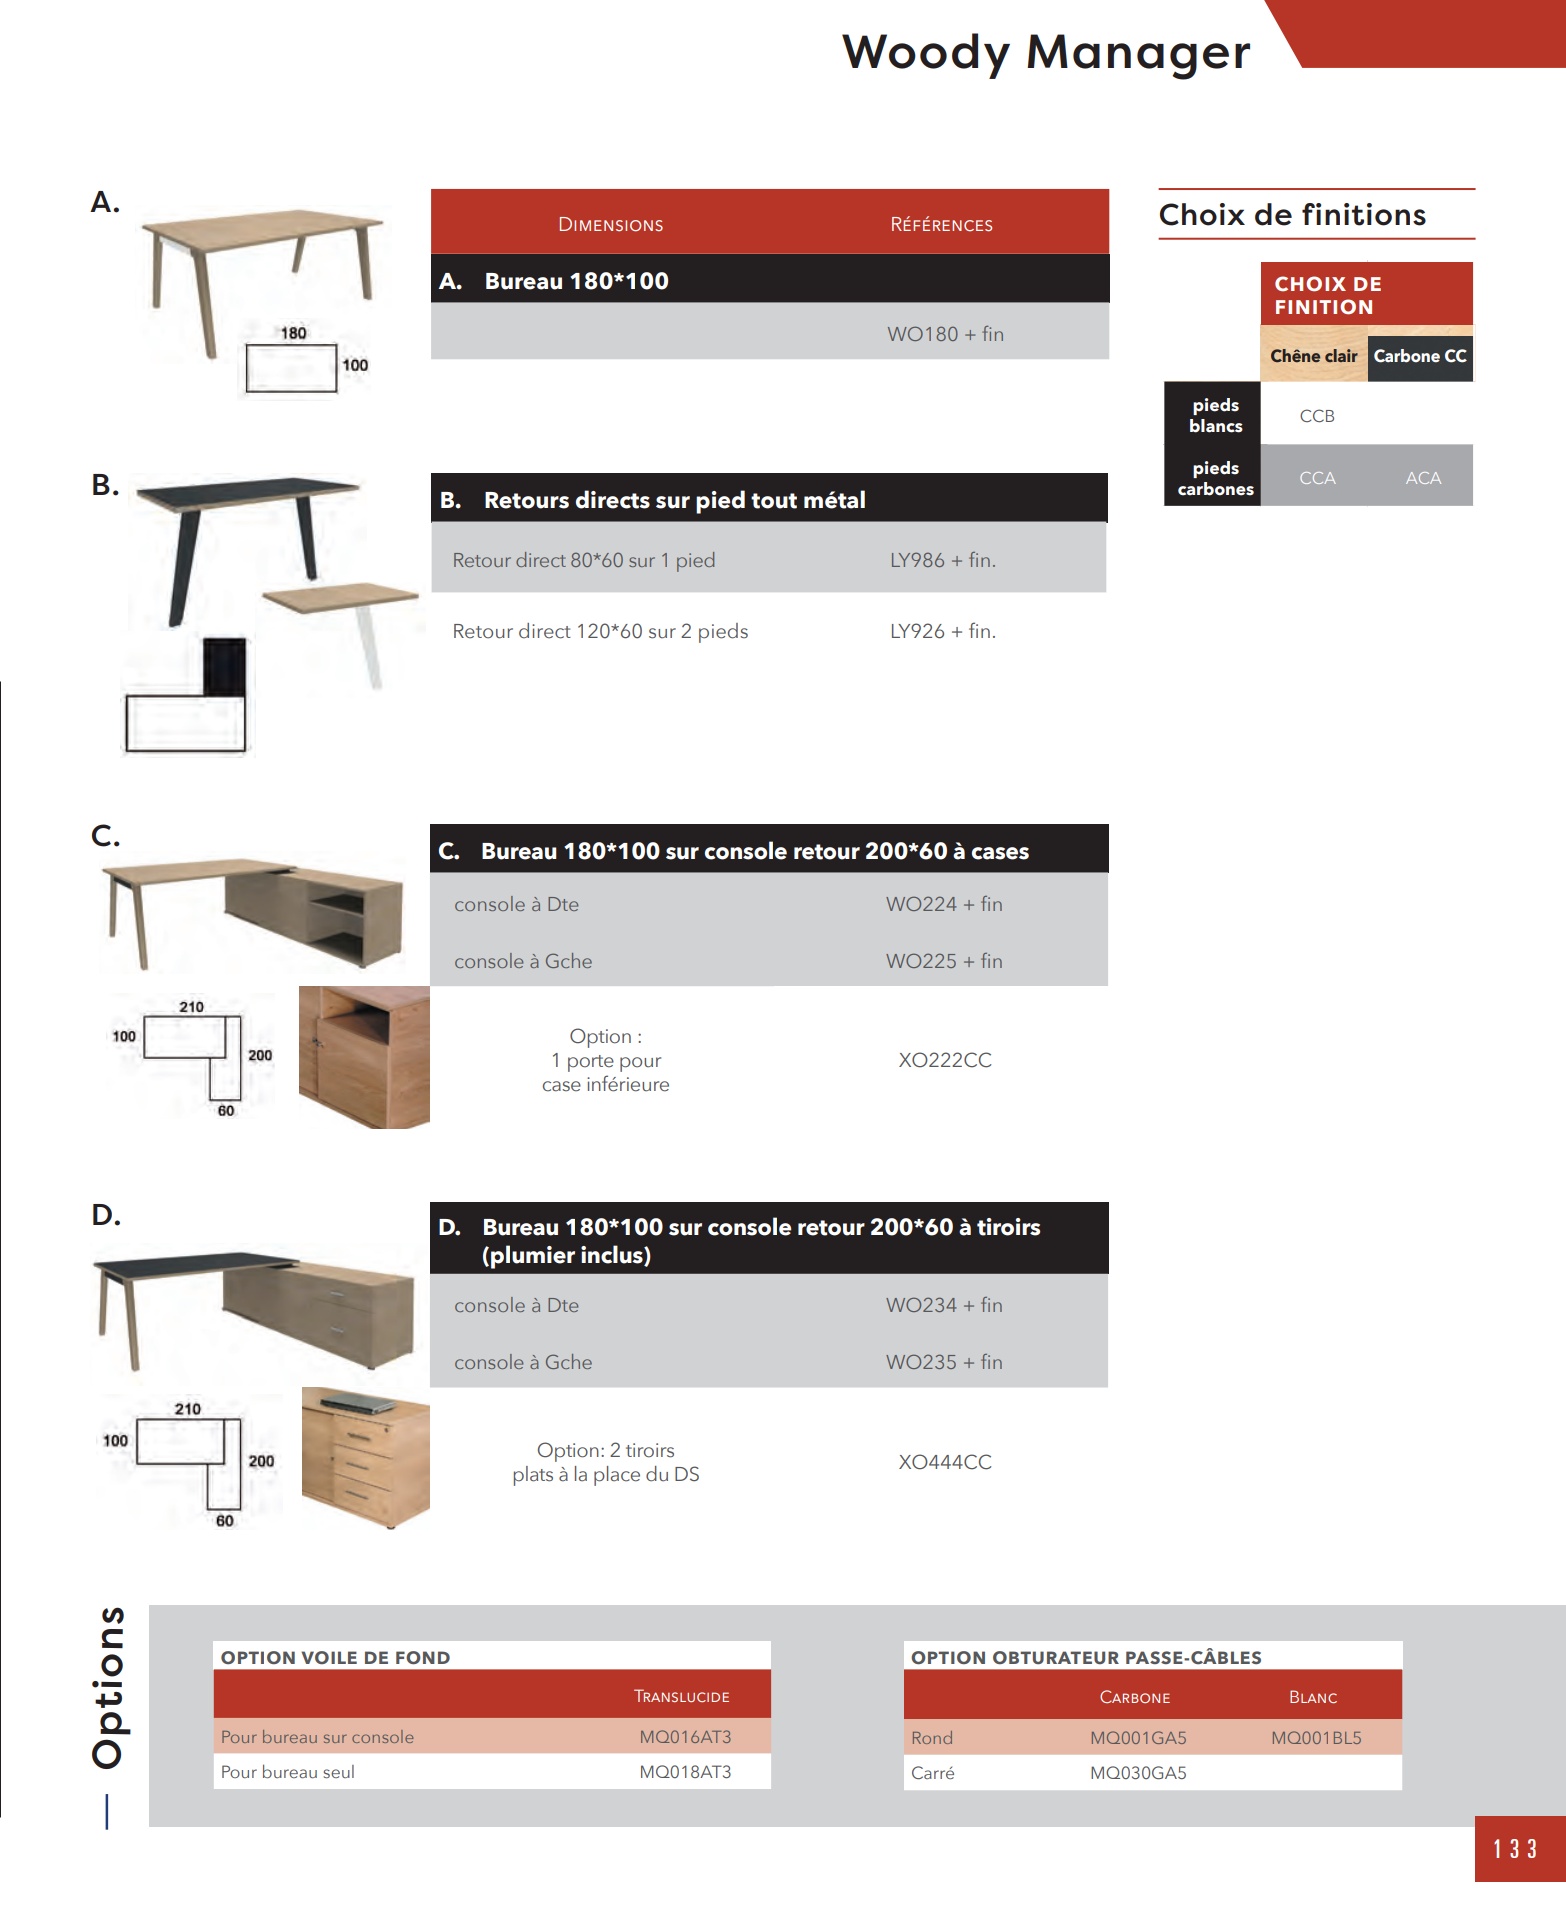 Woody Manager
A.
180
100
Dimensions Références
A. Bureau 180*100
WO180 + fin
Choix de finitions
CHOIX DE
FINITION
Chêne clair Carbone CC
pieds
blancs
CCB
pieds
carbones
CCA ACA
B.
B. Retours directs sur pied tout métal
Retour direct 80*60 sur 1 pied LY986 + fin.
Retour direct 120*60 sur 2 pieds LY926 + fin.
C.
C. Bureau 180*100 sur console retour 200*60 à cases
console à Dte WO224 + fin
console à Gche WO225 + fin
210
100
200
60
Option :
1 porte pour
case inférieure
XO222CC
D.
D. Bureau 180*100 sur console retour 200*60 à tiroirs
(plumier inclus)
console à Dte WO234 + fin
console à Gche WO235 + fin
210
100
200
60
Option: 2 tiroirs
plats à la place du DS
XO444CC
Options
OPTION VOILE DE FOND
Translucide
Pour bureau sur console MQ016AT3
Pour bureau seul MQ018AT3
OPTION OBTURATEUR PASSE-CÂBLES
Carbone Blanc
Rond MQ001GA5 MQ001BL5
Carré MQ030GA5
133